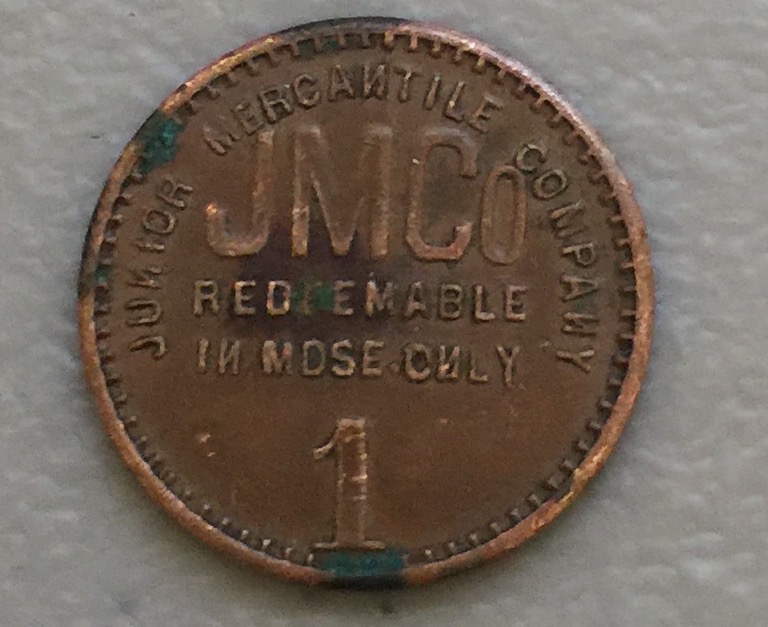 JUNIOR MERCANTILE COMPANY
JMCo
REDEEMABLE
IN MDSE. ONLY
1